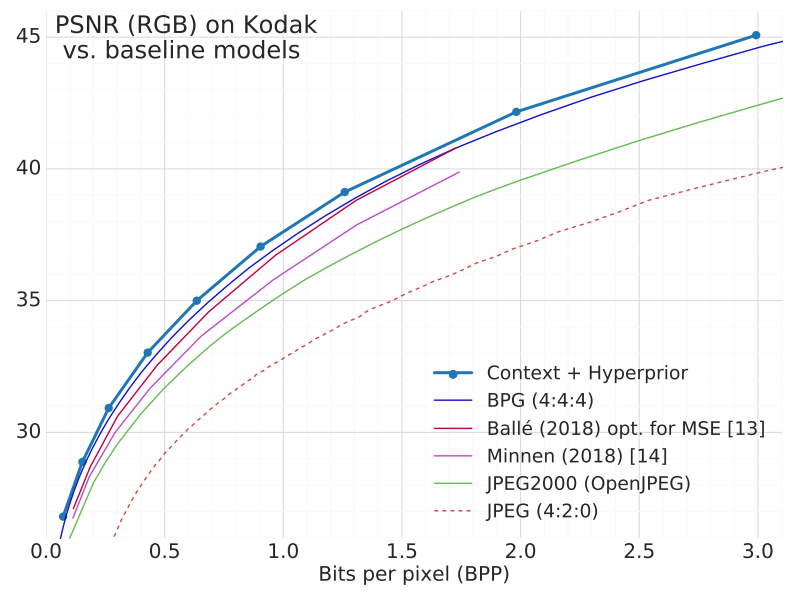 PSNR (RGB) on Kodak
vs. baseline models
45
40
35
30
Context + Hyperprior
BPG (4:4:4)
Ballé (2018) opt. for MSE [13]
Minnen (2018) [14]
JPEG2000 (OpenJPEG)
JPEG (4:2:0)
0.0 0.5 1.0 1.5 2.0 2.5 3.0
Bits per pixel (BPP)